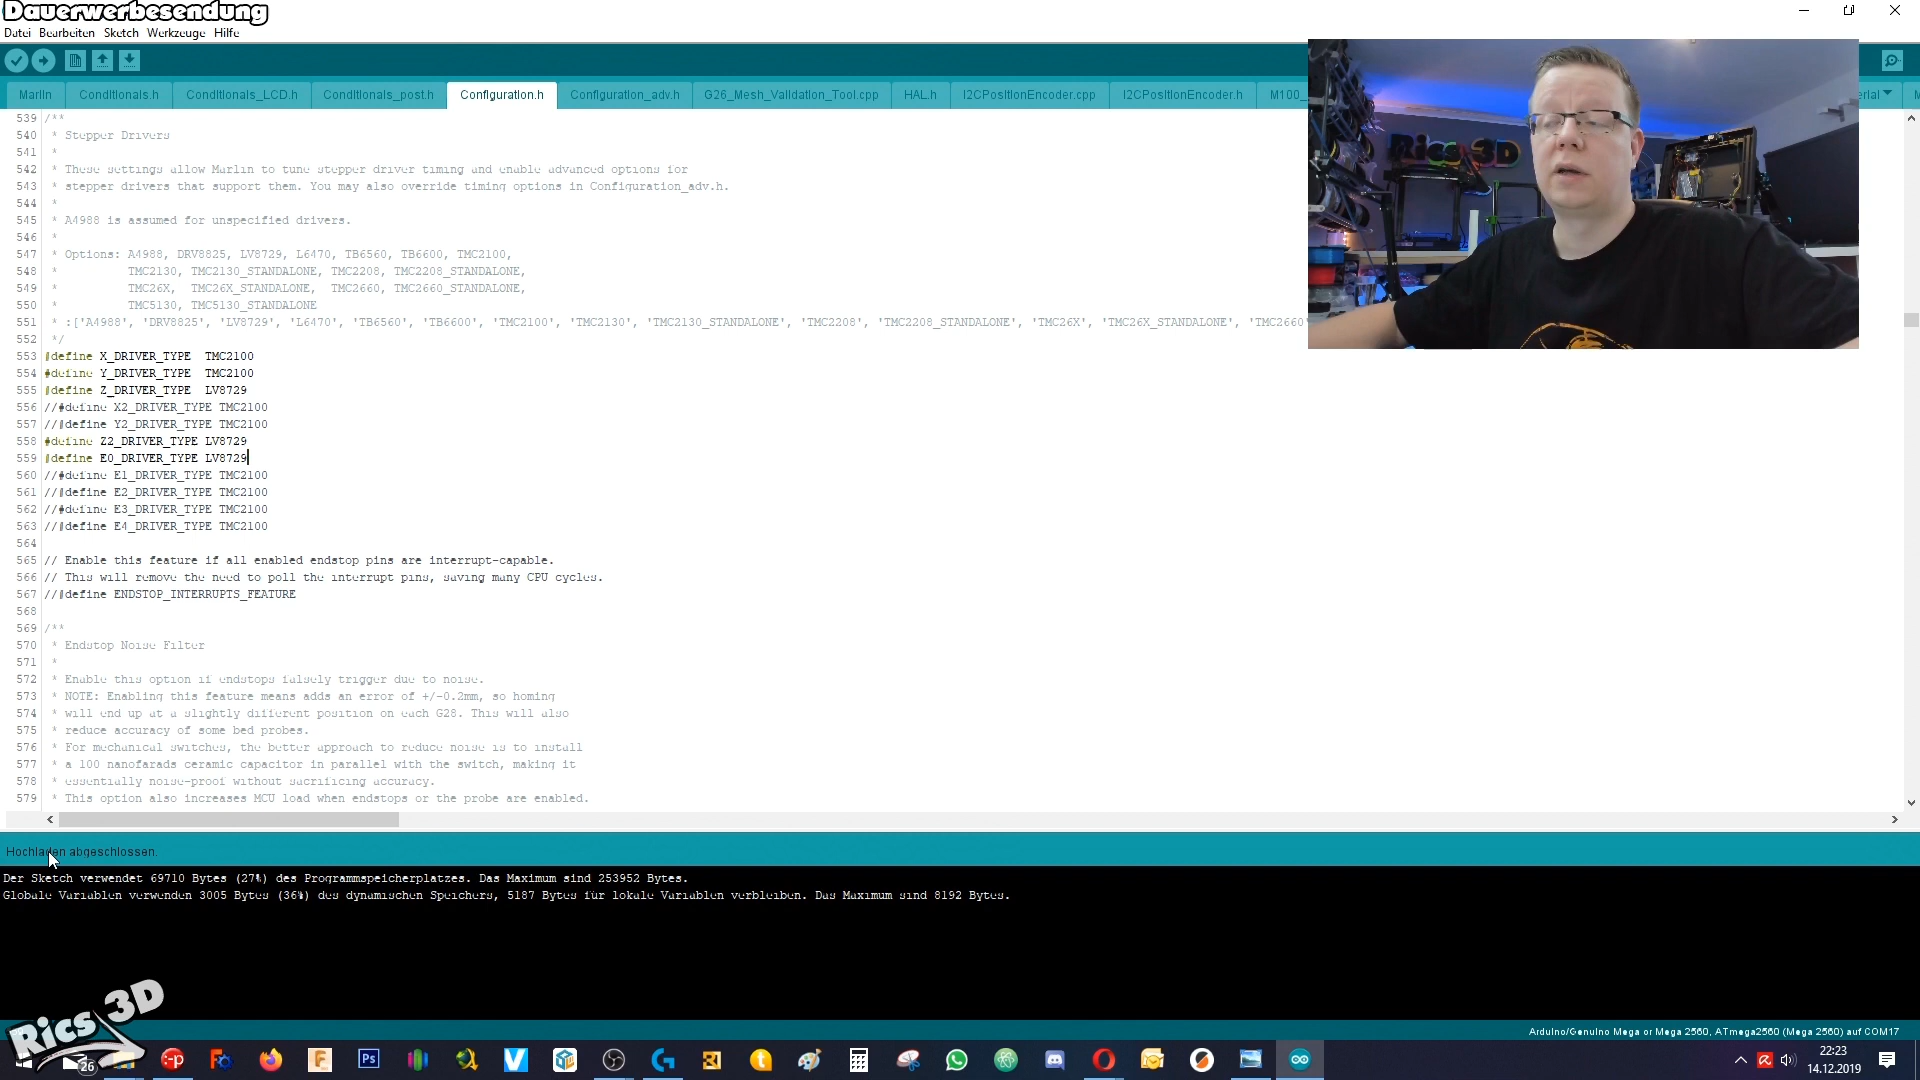 Dauerwerbesendung
Datei Bearbeiten Sketch Werkzeuge Hilfe
Marlin Conditionals.h Conditionals_LCD.h Conditionals_post.h Configuration.h Configuration_adv.h G26_Mesh_Validation_Tool.cpp HAL.h I2CPositionEncoder.cpp I2CPositionEncoder.h M100_
539 /**
540 * Stepper Drivers
541 *
542 * These settings allow Marlin to tune stepper driver timing and enable advanced options for
543 * stepper drivers that support them. You may also override timing options in Configuration_adv.h.
544 *
545 * A4988 is assumed for unspecified drivers.
546 *
547 * Options: A4988, DRV8825, LV8729, L6470, TB6560, TB6600, TMC2100,
548 * TMC2130, TMC2130_STANDALONE, TMC2208, TMC2208_STANDALONE,
549 * TMC26X, TMC26X_STANDALONE, TMC2660, TMC2660_STANDALONE,
550 * TMC5130, TMC5130_STANDALONE
551 * :['A4988', 'DRV8825', 'LV8729', 'L6470', 'TB6560', 'TB6600', 'TMC2100', 'TMC2130', 'TMC2130_STANDALONE', 'TMC2208', 'TMC2208_STANDALONE', 'TMC26X', 'TMC26X_STANDALONE', 'TMC2660'
552 */
553 #define X_DRIVER_TYPE TMC2100
554 #define Y_DRIVER_TYPE TMC2100
555 #define Z_DRIVER_TYPE LV8729
556 //#define X2_DRIVER_TYPE TMC2100
557 //#define Y2_DRIVER_TYPE TMC2100
558 #define Z2_DRIVER_TYPE LV8729
559 #define E0_DRIVER_TYPE LV8729
560 //#define E1_DRIVER_TYPE TMC2100
561 //#define E2_DRIVER_TYPE TMC2100
562 //#define E3_DRIVER_TYPE TMC2100
563 //#define E4_DRIVER_TYPE TMC2100
564
565 // Enable this feature if all enabled endstop pins are interrupt-capable.
566 // This will remove the need to poll the interrupt pins, saving many CPU cycles.
567 //#define ENDSTOP_INTERRUPTS_FEATURE
568
569 /**
570 * Endstop Noise Filter
571 *
572 * Enable this option if endstops falsely trigger due to noise.
573 * NOTE: Enabling this feature means adds an error of +/-0.2mm, so homing
574 * will end up at a slightly different position on each G28. This will also
575 * reduce accuracy of some bed probes.
576 * For mechanical switches, the better approach to reduce noise is to install
577 * a 100 nanofarads ceramic capacitor in parallel with the switch, making it
578 * essentially noise-proof without sacrificing accuracy.
579 * This option also increases MCU load when endstops or the probe are enabled.
Rics 3D
Hochladen abgeschlossen.
Der Sketch verwendet 69710 Bytes (27%) des Programmspeicherplatzes. Das Maximum sind 253952 Bytes.
Globale Variablen verwenden 3005 Bytes (36%) des dynamischen Speichers, 5187 Bytes für lokale Variablen verbleiben. Das Maximum sind 8192 Bytes.
Rics 3D
Arduino/Genuino Mega or Mega 2560, ATmega2560 (Mega 2560) auf COM17
26
Ps
22:23
14.12.2019